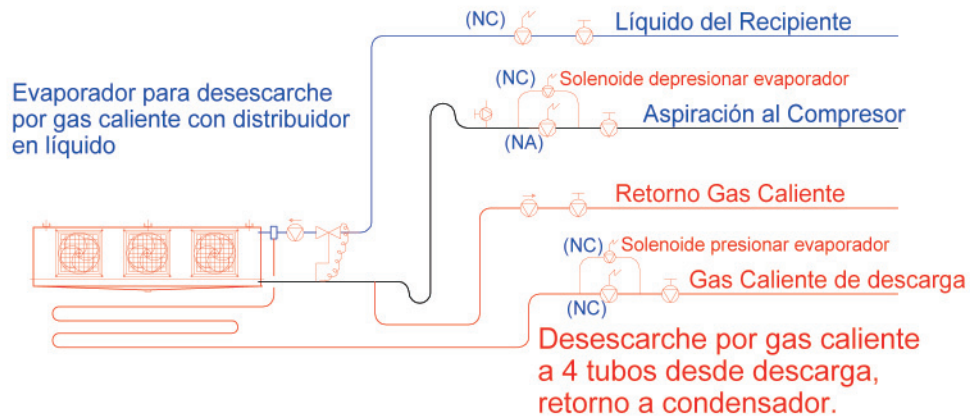 (NC)
Líquido del Recipiente
(NC)
Solenoide depresionar evaporador
Evaporador para desescarche
por gas caliente con distribuidor
en líquido
Aspiración al Compresor
(NA)
Retorno Gas Caliente
(NC)
Solenoide presionar evaporador
Gas Caliente de descarga
(NC)
Desescarche por gas caliente
a 4 tubos desde descarga,
retorno a condensador.